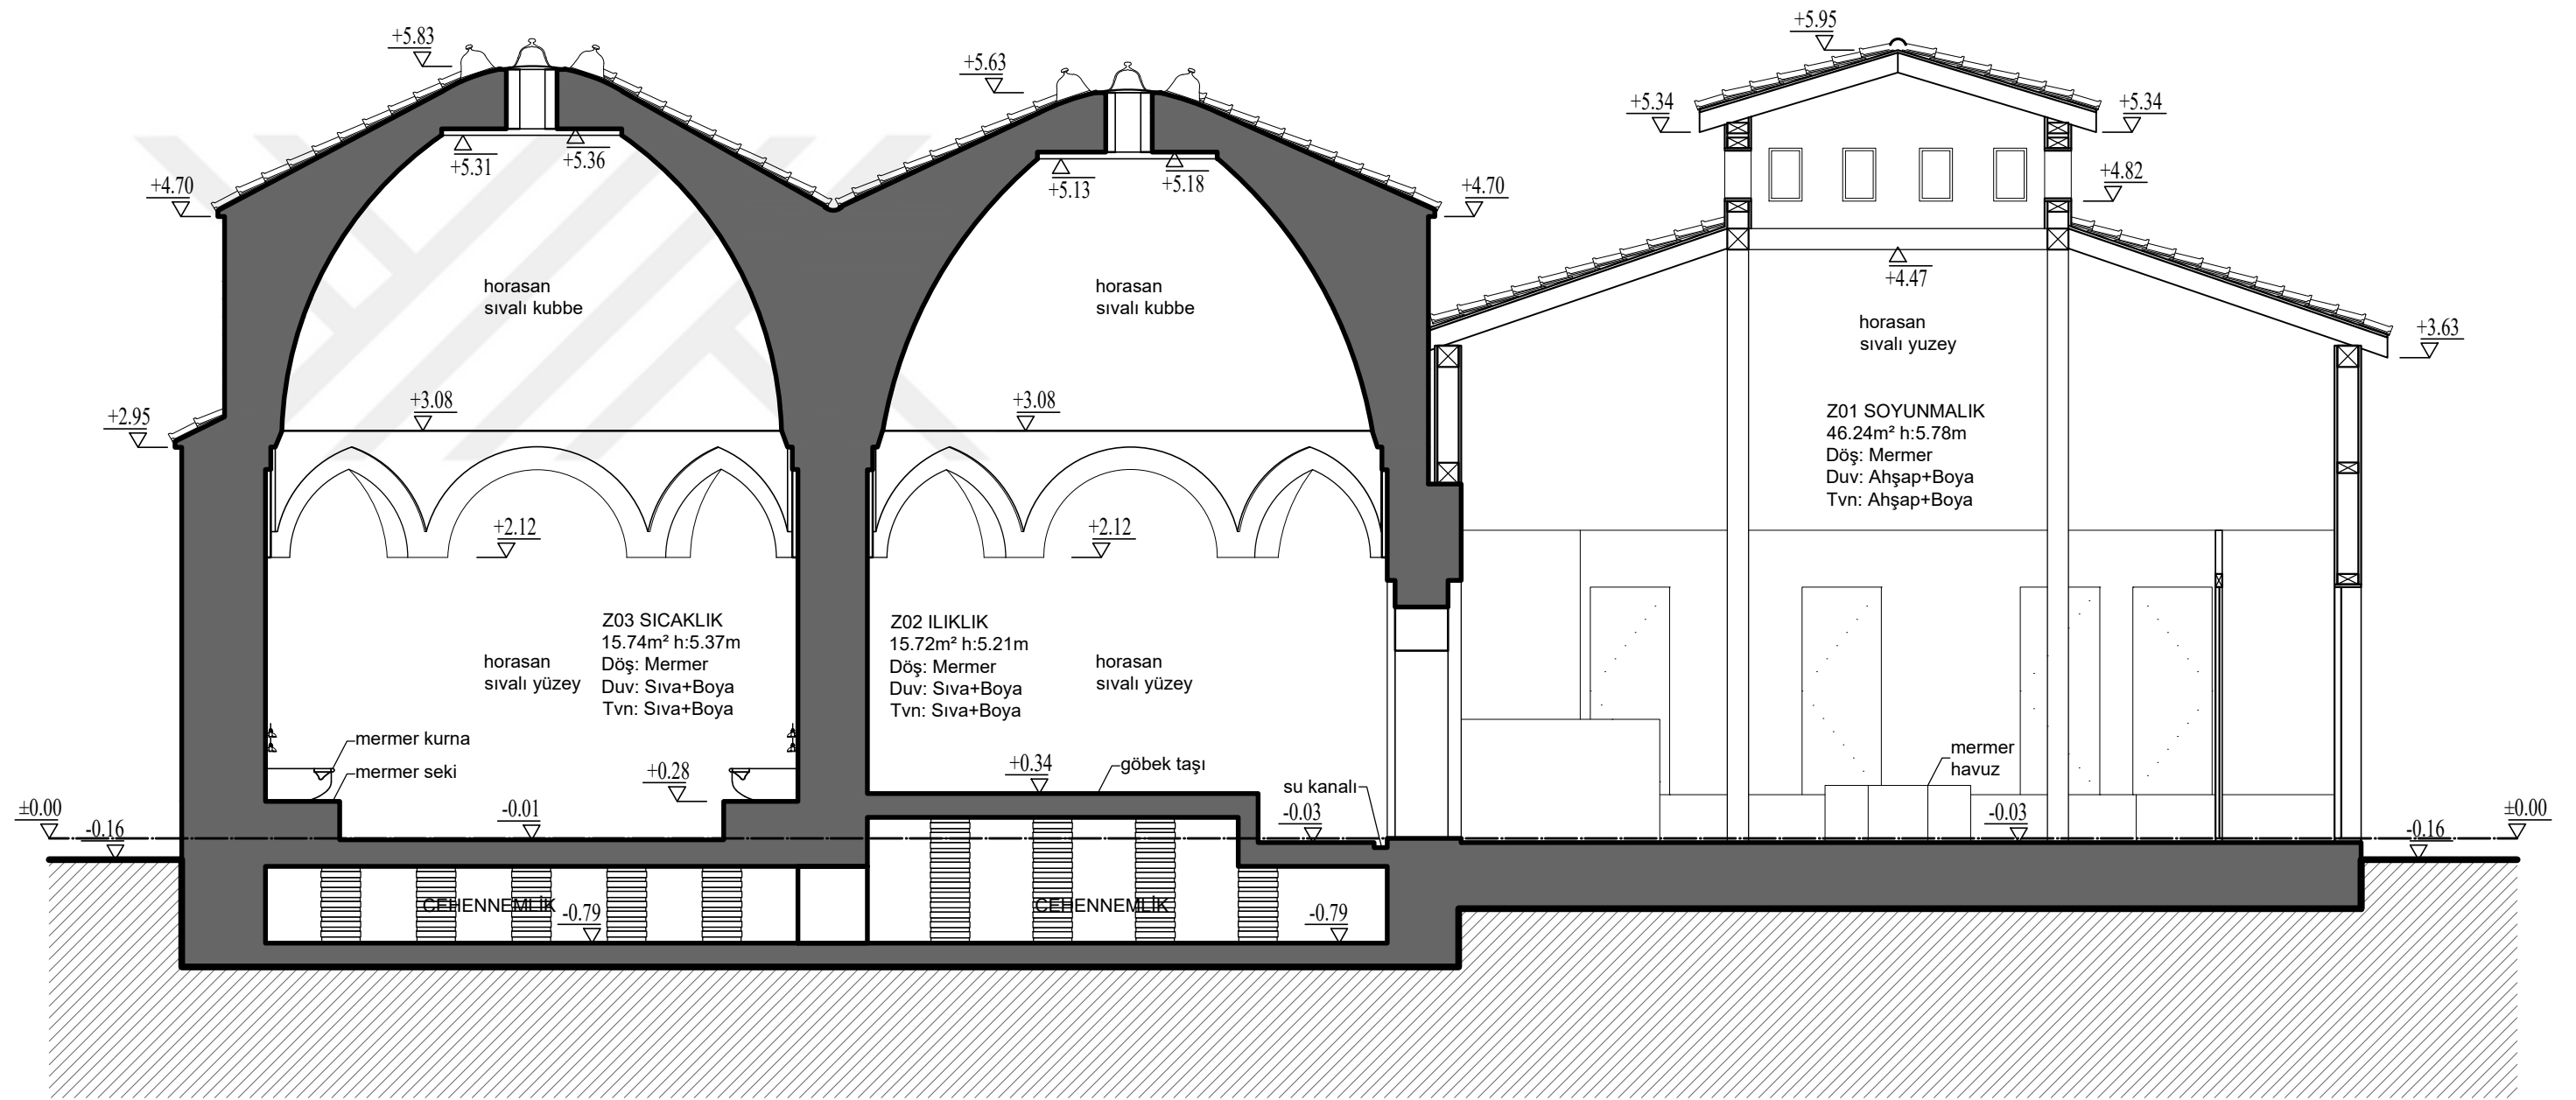 +5.83
+5.63
+5.95
+5.34
+5.34
+5.31
+5.36
+5.13
+5.18
+4.82
+4.70
+4.70
+4.47
horasan
sıvalı kubbe
horasan
sıvalı kubbe
horasan
sıvalı yuzey
+3.63
+3.08
+3.08
+2.95
Z01 SOYUNMALIK
46.24m² h:5.78m
Döş: Mermer
Duv: Ahşap+Boya
Tvn: Ahşap+Boya
+2.12
+2.12
Z03 SICAKLIK
15.74m² h:5.37m
Döş: Mermer
Duv: Sıva+Boya
Tvn: Sıva+Boya
horasan
sıvalı yüzey
Z02 ILIKLIK
15.72m² h:5.21m
Döş: Mermer
Duv: Sıva+Boya
Tvn: Sıva+Boya
horasan
sıvalı yüzey
mermer kurna
mermer seki
+0.28
+0.34
göbek taşı
su kanalı
mermer
havuz
±0.00
-0.16
-0.01
-0.03
-0.03
-0.16
±0.00
CEHENNEMLİK
-0.79
CEHENNEMLİK
-0.79